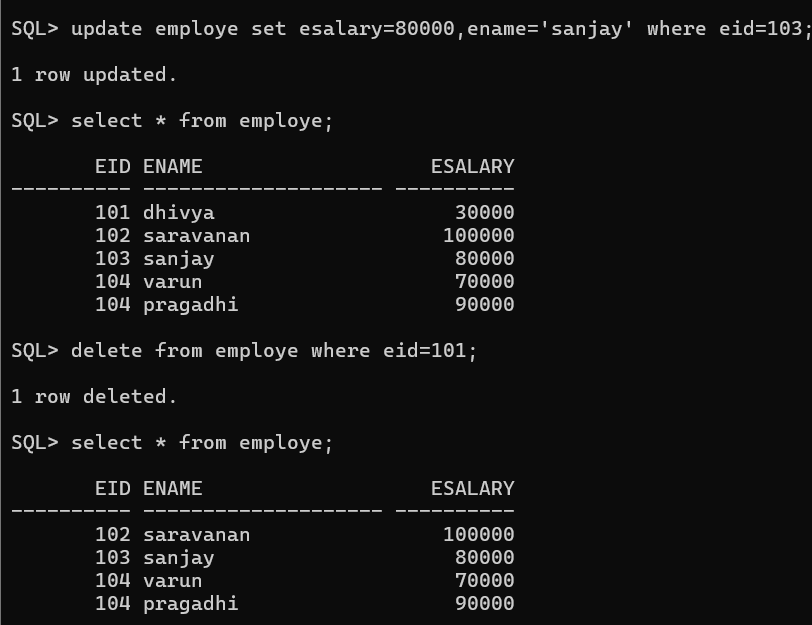 SQL> update employe set esalary=80000,ename='sanjay' where eid=103;
1 row updated.
SQL> select * from employe;
       EID ENAME                   ESALARY
---------- -------------------- ----------
       101 dhivya                    30000
       102 saravanan                100000
       103 sanjay                    80000
       104 varun                     70000
       104 pragadhi                  90000
SQL> delete from employe where eid=101;
1 row deleted.
SQL> select * from employe;
       EID ENAME                   ESALARY
---------- -------------------- ----------
       102 saravanan                100000
       103 sanjay                    80000
       104 varun                     70000
       104 pragadhi                  90000